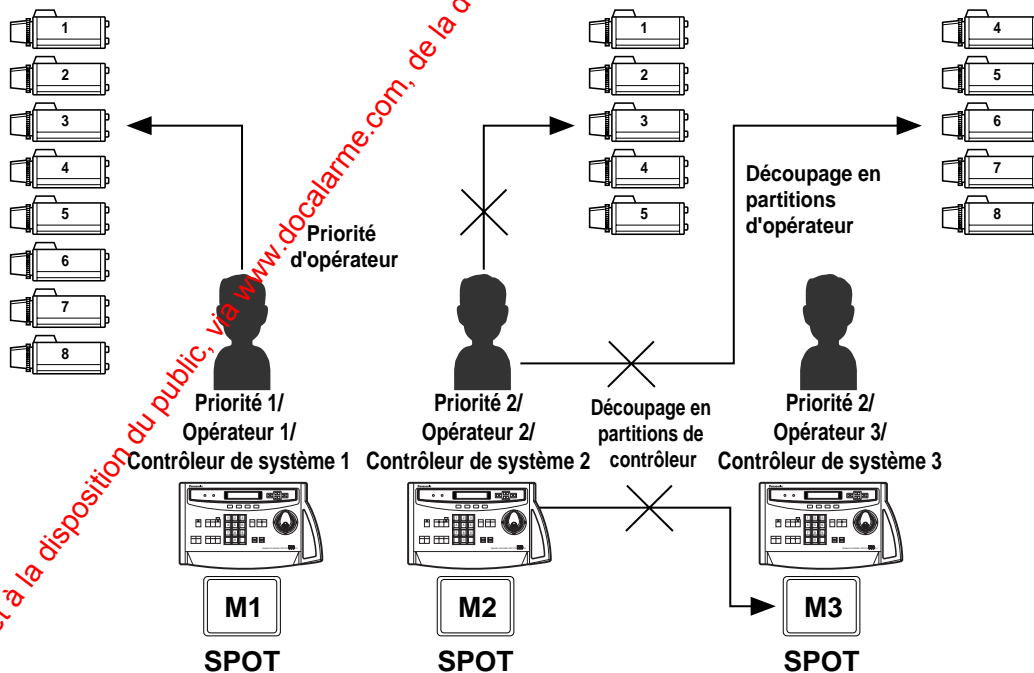 1
2
3
4
5
6
7
8
1
2
3
4
5
4
5
6
7
8
et à la disposition du public, via www.docalarme.com, de la d
Priorité
d'opérateur
Découpage en
partitions
d'opérateur
Priorité 1/
Opérateur 1/
Contrôleur de système 1
Priorité 2/
Opérateur 2/
Contrôleur de système 2
Découpage en
partitions de
contrôleur
Priorité 2/
Opérateur 3/
Contrôleur de système 3
M1
SPOT
M2
SPOT
M3
SPOT